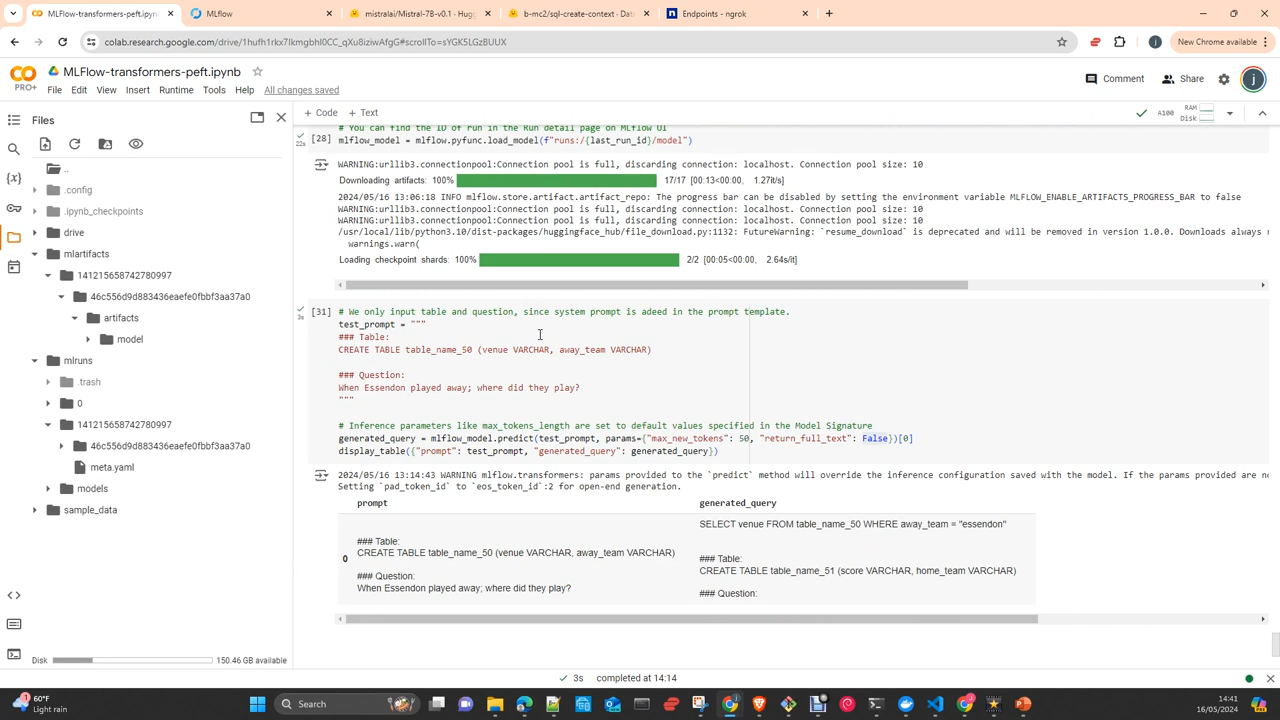 MLFlow-transformers-peft.ipynb
MLflow
mistralai/Mistral-7B-v0.1 - Hugg
b-mc2/sql-create-context - Data
Endpoints - ngrok
New Chrome available
MLFlow-transformers-peft.ipynb
PRO+
File Edit View Insert Runtime Tools Help All changes saved
Comment Share
j
Files
+ Code + Text
A100 RAM Disk
..
.config
.ipynb_checkpoints
drive
mlartifacts
141215658742780997
46c556d9d883436eaefe0fbbf3aa37a0
artifacts
model
mlruns
.trash
0
141215658742780997
46c556d9d883436eaefe0fbbf3aa37a0
meta.yaml
models
sample_data
Disk 150.46 GB available
# You can find the ID of run in the Run detail page on MLflow UI
[28] mlflow_model = mlflow.pyfunc.load_model(f"runs:/{last_run_id}/model")
22s
WARNING:urllib3.connectionpool:Connection pool is full, discarding connection: localhost. Connection pool size: 10
Downloading artifacts: 100% 17/17 [00:13<00:00, 1.27it/s]
2024/05/16 13:06:18 INFO mlflow.store.artifact.artifact_repo: The progress bar can be disabled by setting the environment variable MLFLOW_ENABLE_ARTIFACTS_PROGRESS_BAR to false
WARNING:urllib3.connectionpool:Connection pool is full, discarding connection: localhost. Connection pool size: 10
WARNING:urllib3.connectionpool:Connection pool is full, discarding connection: localhost. Connection pool size: 10
/usr/local/lib/python3.10/dist-packages/huggingface_hub/file_download.py:1132: FutureWarning: `resume_download` is deprecated and will be removed in version 1.0.0. Downloads always r
warnings.warn(
Loading checkpoint shards: 100% 2/2 [00:05<00:00, 2.64s/it]
[31] # We only input table and question, since system prompt is adeed in the prompt template.
3s
test_prompt = """
### Table:
CREATE TABLE table_name_50 (venue VARCHAR, away_team VARCHAR)
### Question:
When Essendon played away; where did they play?
"""
# Inference parameters like max_tokens_length are set to default values specified in the Model Signature
generated_query = mlflow_model.predict(test_prompt, params={"max_new_tokens": 50, "return_full_text": False})[0]
display_table({"prompt": test_prompt, "generated_query": generated_query})
2024/05/16 13:14:43 WARNING mlflow.transformers: params provided to the `predict` method will override the inference configuration saved with the model. If the params provided are no
Setting `pad_token_id` to `eos_token_id`:2 for open-end generation.
prompt generated_query
SELECT venue FROM table_name_50 WHERE away_team = "essendon"
0
### Table:
CREATE TABLE table_name_50 (venue VARCHAR, away_team VARCHAR)
### Question:
When Essendon played away; where did they play?
### Table:
CREATE TABLE table_name_51 (score VARCHAR, home_team VARCHAR)
### Question:
3s completed at 14:14
60°F
Light rain
Search
14:41
16/05/2024